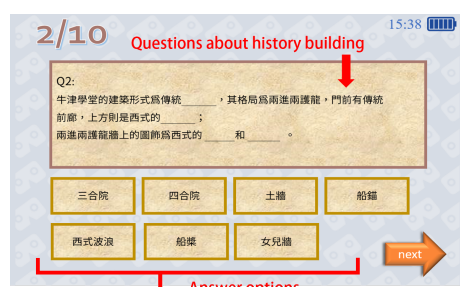 2/10
15:38
Questions about history building
Q2:
牛津學堂的建築形式爲傳統______，其格局爲兩進兩護龍，門前有傳統
前廊，上方則是西式的______；
兩進兩護龍牆上的圖飾爲西式的_____和_____。
三合院
四合院
土牆
船錨
西式波浪
船槳
女兒牆
next
Answer options